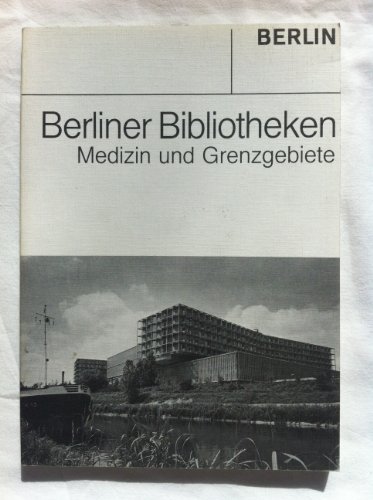 BERLIN
Berliner Bibliotheken
Medizin und Grenzgebiete